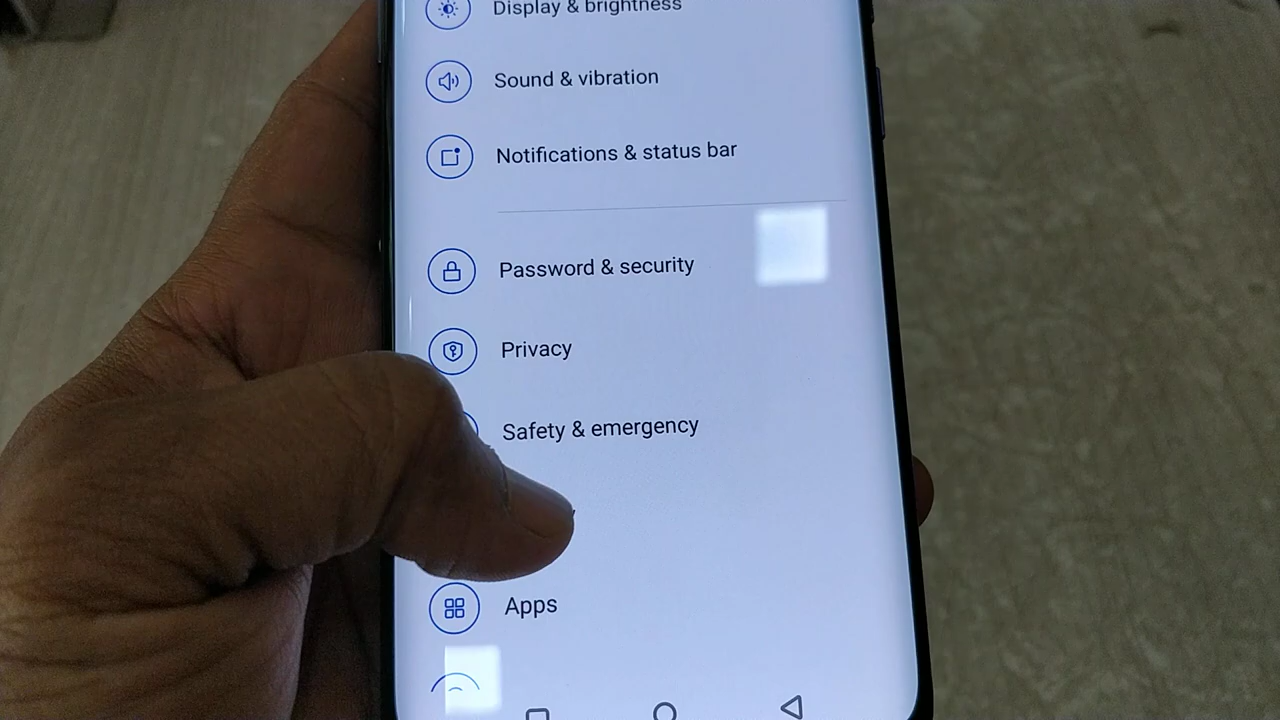 Display & brightness
Sound & vibration
Notifications & status bar
Password & security
Privacy
Safety & emergency
Apps